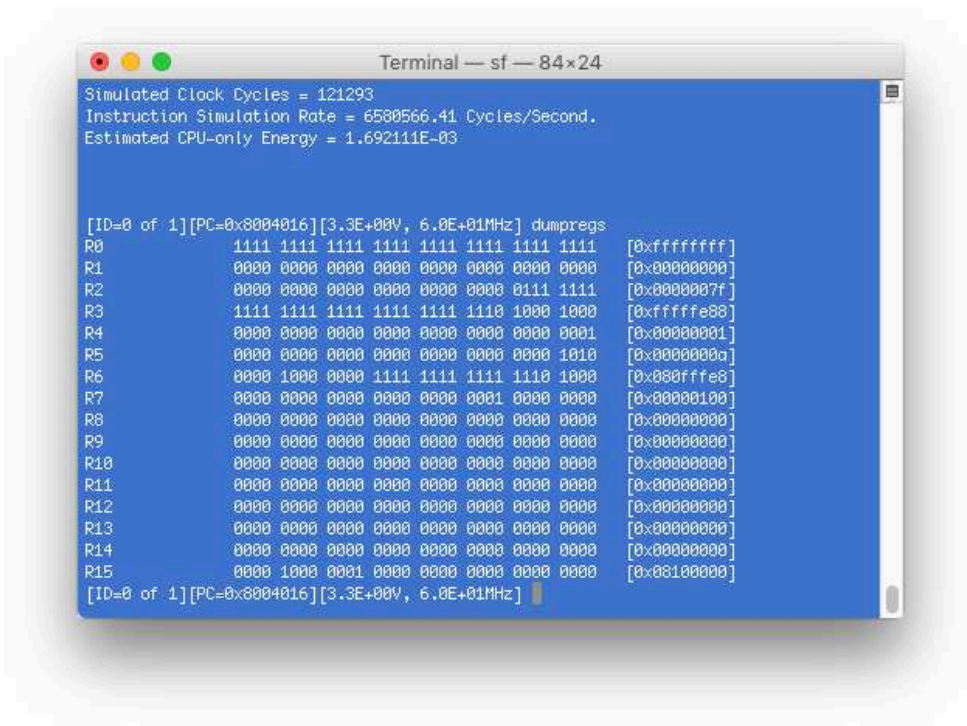 Terminal — sf — 84×24
Simulated Clock Cycles = 121293
Instruction Simulation Rate = 6580566.41 Cycles/Second.
Estimated CPU-only Energy = 1.692111E-03
[ID=0 of 1][PC=0x8004016][3.3E+00V, 6.0E+01MHz] dumpregs
R0 1111 1111 1111 1111 1111 1111 1111 1111 [0xffffffff]
R1 0000 0000 0000 0000 0000 0000 0000 0000 [0x00000000]
R2 0000 0000 0000 0000 0000 0000 0111 1111 [0x0000007f]
R3 1111 1111 1111 1111 1111 1110 1000 1000 [0xfffffe88]
R4 0000 0000 0000 0000 0000 0000 0000 0001 [0x00000001]
R5 0000 0000 0000 0000 0000 0000 0000 1010 [0x0000000a]
R6 0000 1000 0000 1111 1111 1111 1110 1000 [0x080fffe8]
R7 0000 0000 0000 0000 0000 0001 0000 0000 [0x00000100]
R8 0000 0000 0000 0000 0000 0000 0000 0000 [0x00000000]
R9 0000 0000 0000 0000 0000 0000 0000 0000 [0x00000000]
R10 0000 0000 0000 0000 0000 0000 0000 0000 [0x00000000]
R11 0000 0000 0000 0000 0000 0000 0000 0000 [0x00000000]
R12 0000 0000 0000 0000 0000 0000 0000 0000 [0x00000000]
R13 0000 0000 0000 0000 0000 0000 0000 0000 [0x00000000]
R14 0000 0000 0000 0000 0000 0000 0000 0000 [0x00000000]
R15 0000 1000 0001 0000 0000 0000 0000 0000 [0x08100000]
[ID=0 of 1][PC=0x8004016][3.3E+00V, 6.0E+01MHz]